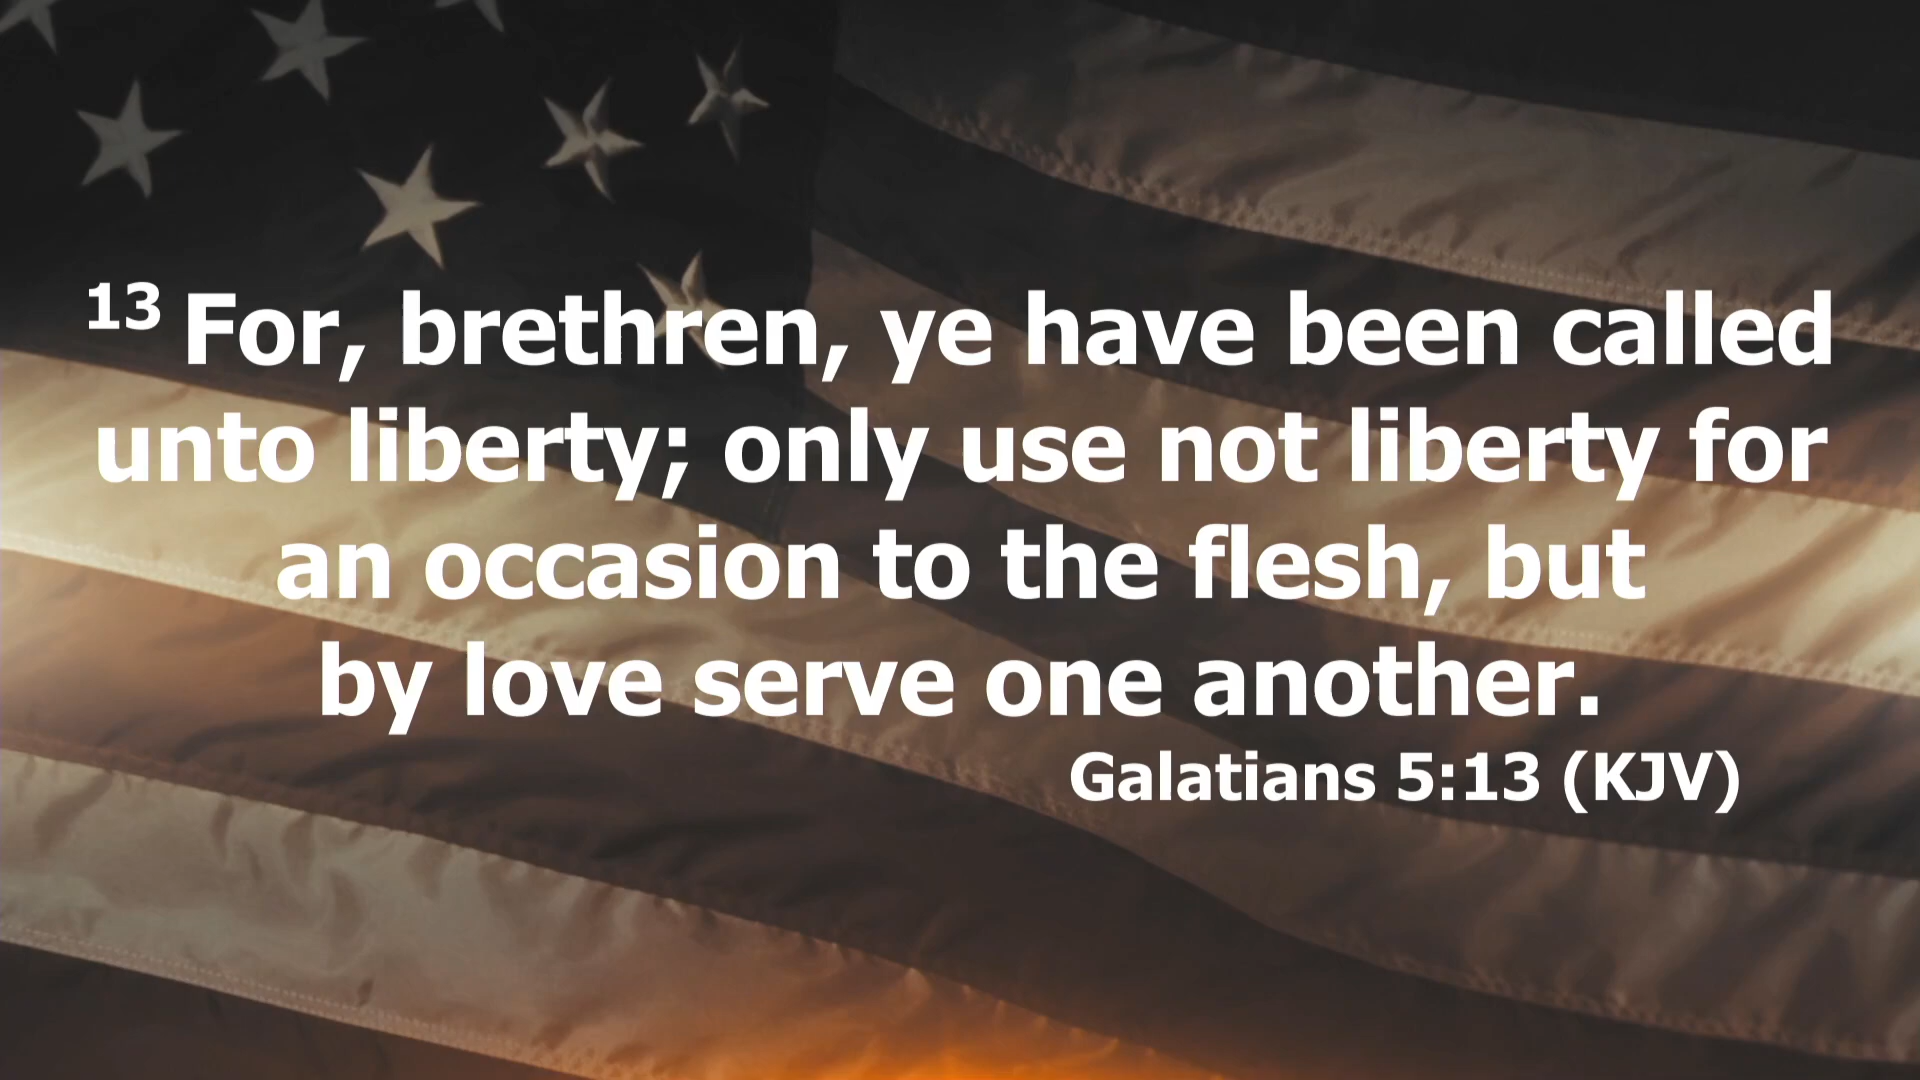 13 For, brethren, ye have been called
unto liberty; only use not liberty for
an occasion to the flesh, but
by love serve one another.
Galatians 5:13 (KJV)